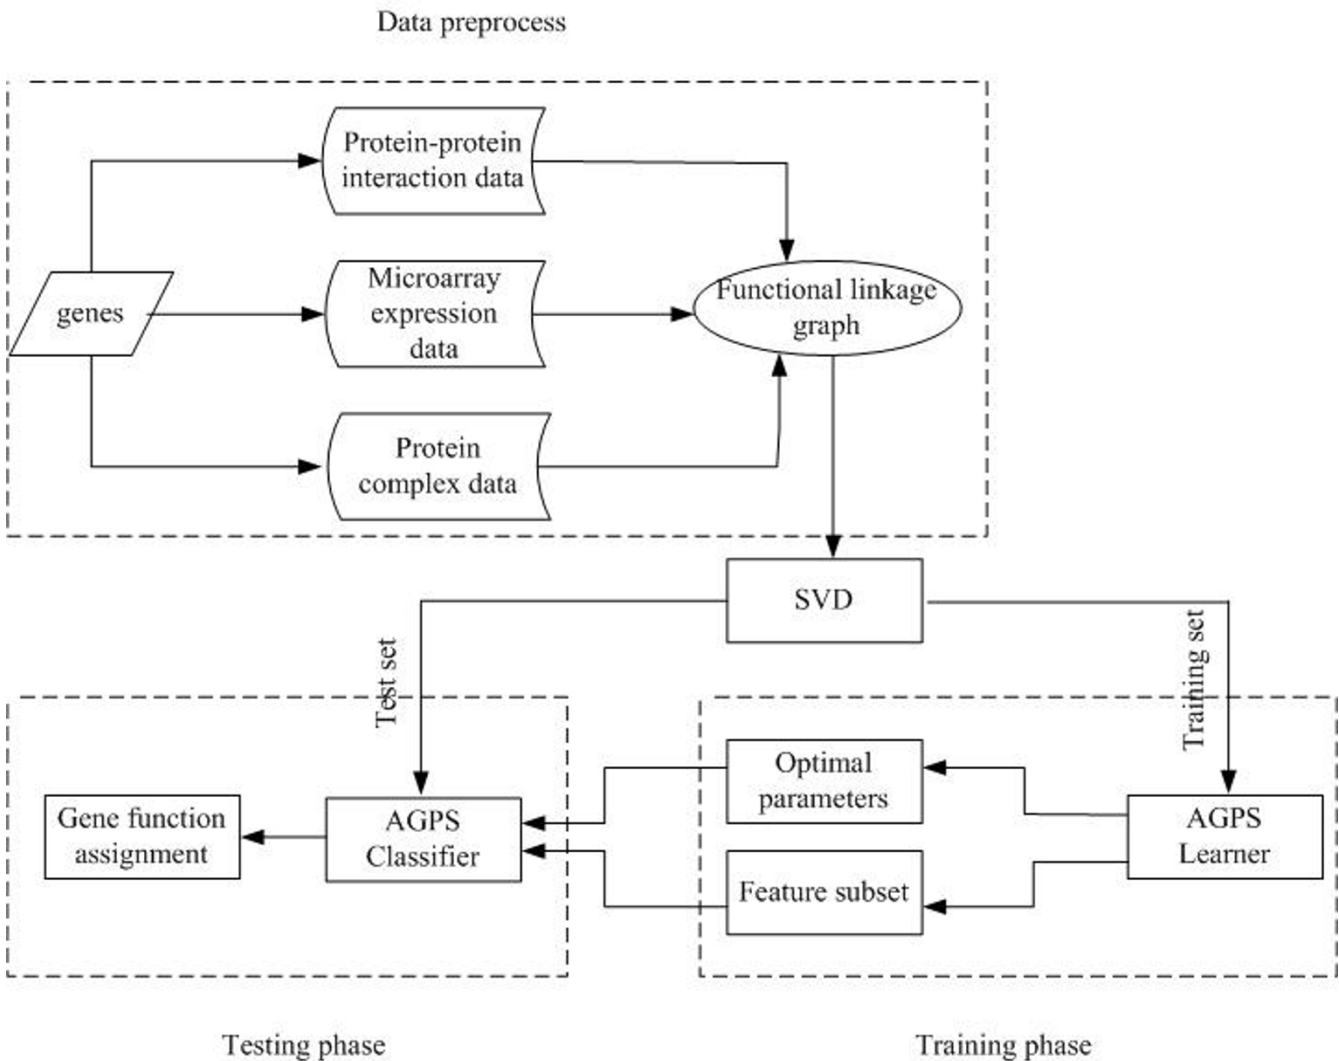 Data preprocess
Protein-protein
interaction data
genes
Microarray
expression
data
Functional linkage
graph
Protein
complex data
SVD
Test set
Training set
Optimal
parameters
Gene function
assignment
AGPS
Classifier
AGPS
Learner
Feature subset
Testing phase
Training phase